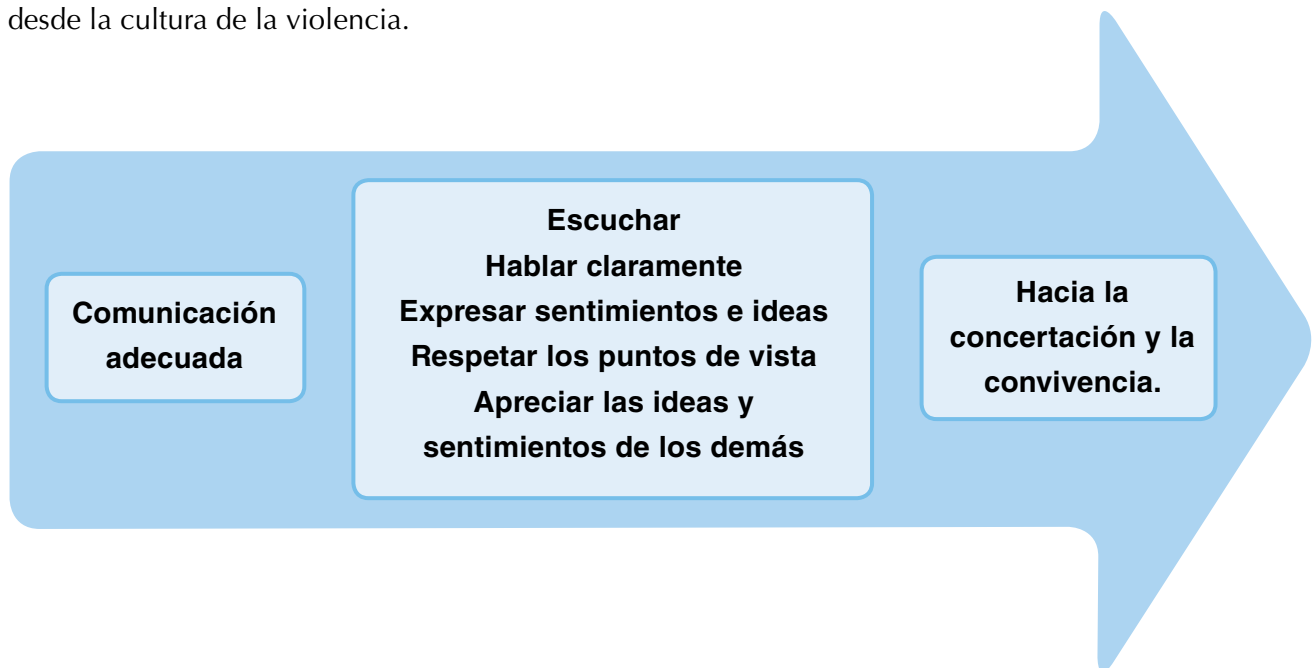 desde la cultura de la violencia.
Comunicación
adecuada
Escuchar
Hablar claramente
Expresar sentimientos e ideas
Respetar los puntos de vista
Apreciar las ideas y
sentimientos de los demás
Hacia la
concertación y la
convivencia.